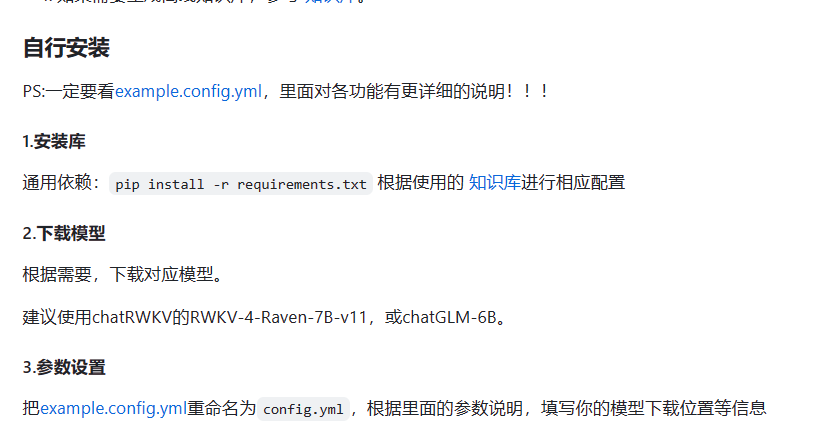 自行安装
PS:一定要看example.config.yml，里面对各功能有更详细的说明！！！
1.安装库
通用依赖： pip install -r requirements.txt 根据使用的 知识库进行相应配置
2.下载模型
根据需要，下载对应模型。
建议使用chatRWKV的RWKV-4-Raven-7B-v11，或chatGLM-6B。
3.参数设置
把example.config.yml重命名为 config.yml ，根据里面的参数说明，填写你的模型下载位置等信息